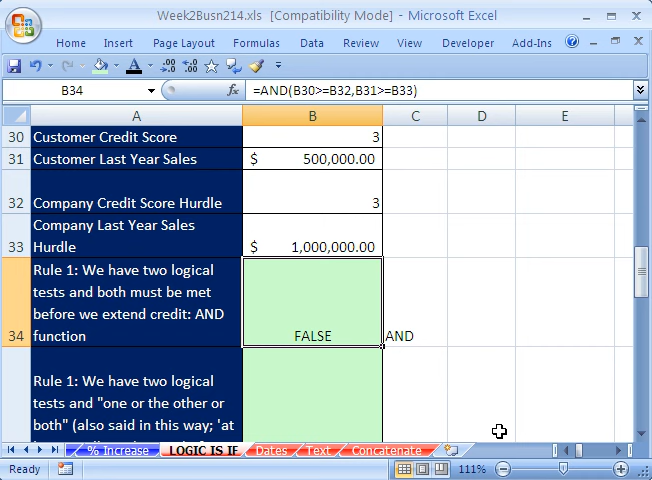 Week2Busn214.xls [Compatibility Mode] - Microsoft Excel
Home Insert Page Layout Formulas Data Review View Developer Add-Ins
B34 fx =AND(B30>=B32,B31>=B33)
A B C D E
30 Customer Credit Score 3
31 Customer Last Year Sales $ 500,000.00
32 Company Credit Score Hurdle 3
Company Last Year Sales
33 Hurdle $ 1,000,000.00
Rule 1: We have two logical
tests and both must be met
before we extend credit: AND
34 function FALSE AND
Rule 1: We have two logical
tests and "one or the other or
both" (also said in this way; 'at
% Increase LOGIC IS IF Dates Text Concatenate
Ready 111%